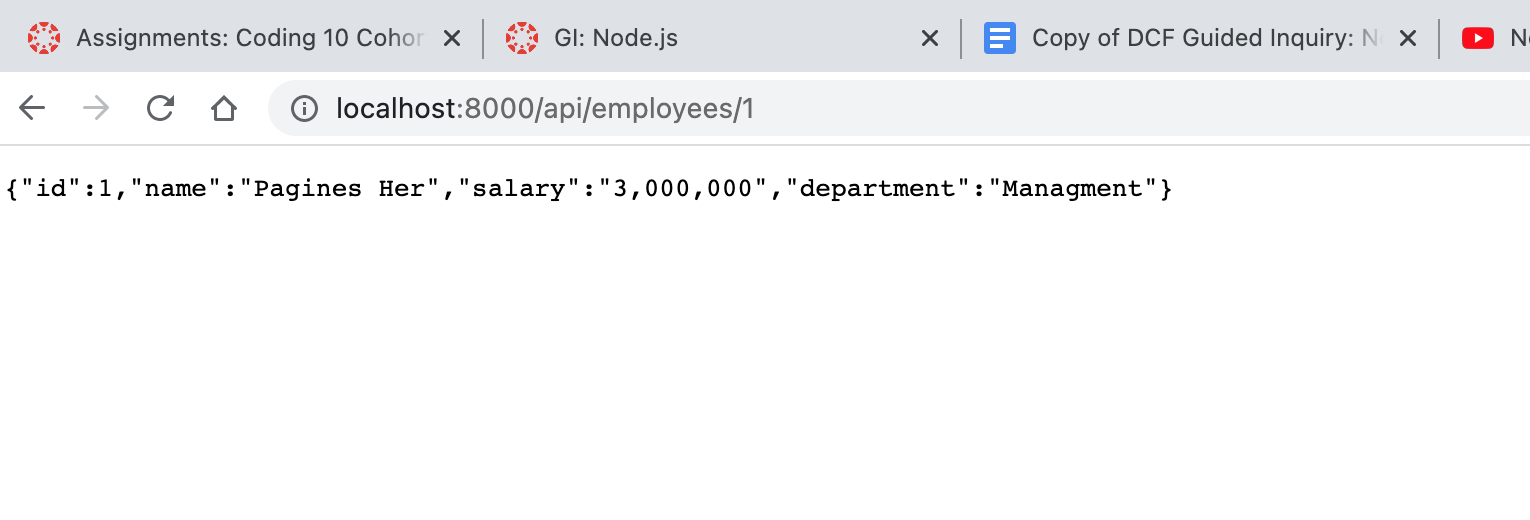 Assignments: Coding 10 Cohor
GI: Node.js
Copy of DCF Guided Inquiry: N
localhost:8000/api/employees/1
{"id":1,"name":"Pagines Her","salary":"3,000,000","department":"Managment"}